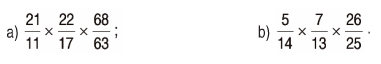 a) 21/11 × 22/17 × 68/63 ; b) 5/14 × 7/13 × 26/25 .